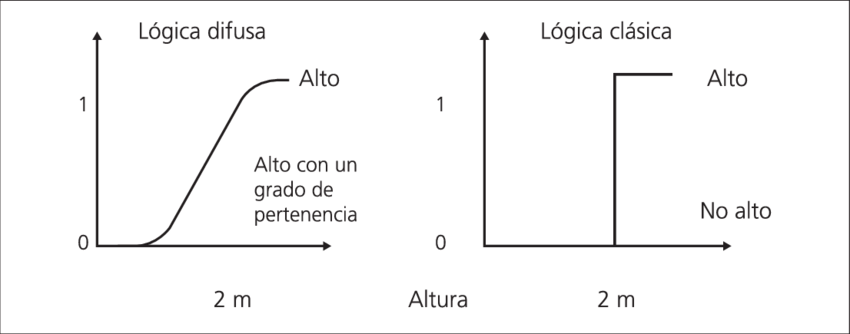 Lógica difusa
1
Alto
Alto con un
grado de
pertenencia
0
2 m
Altura
Lógica clásica
1
Alto
No alto
0
2 m